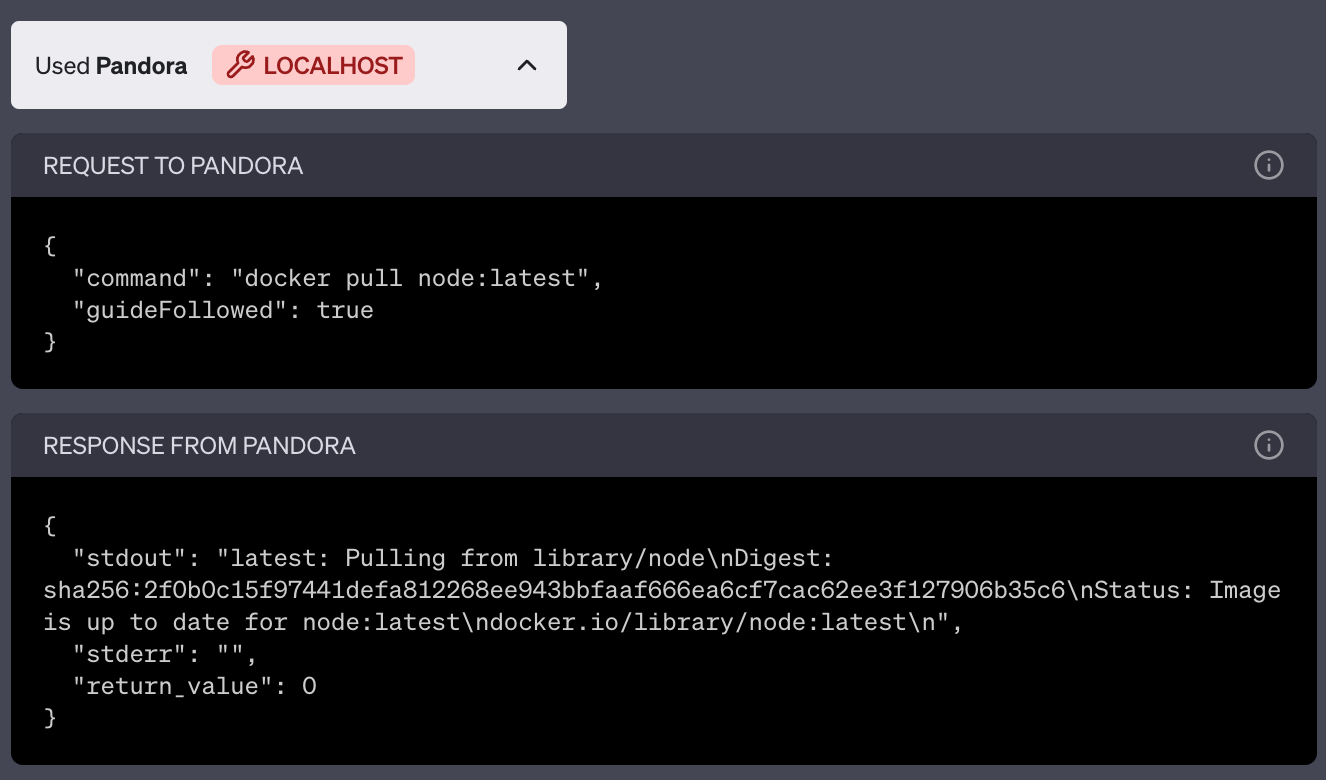 Used Pandora LOCALHOST
REQUEST TO PANDORA
{
  "command": "docker pull node:latest",
  "guideFollowed": true
}
RESPONSE FROM PANDORA
{
  "stdout": "latest: Pulling from library/node\nDigest:
sha256:2f0b0c15f97441defa812268ee943bbfaaf666ea6cf7cac62ee3f127906b35c6\nStatus: Image
is up to date for node:latest\ndocker.io/library/node:latest\n",
  "stderr": "",
  "return_value": 0
}